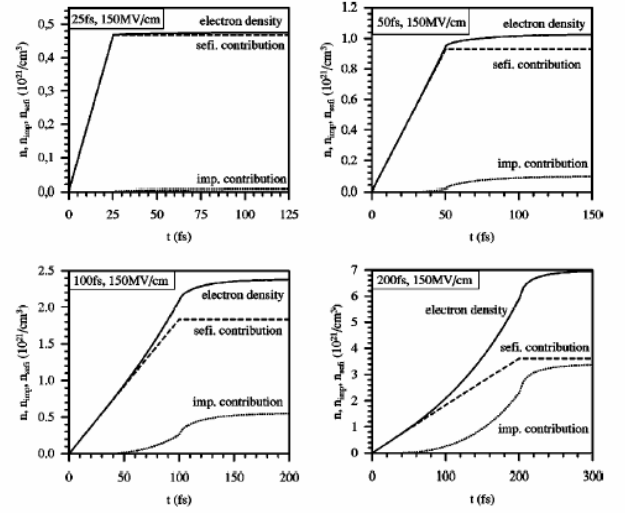 25fs, 150MV/cm
electron density
sefi. contribution
imp. contribution
n, n_imp, n_sefi (10^21/cm^3)
0,5
0,4
0,3
0,2
0,1
0,0
0 25 50 75 100 125
t (fs)
50fs, 150MV/cm
electron density
sefi. contribution
imp. contribution
n, n_imp, n_sefi (10^21/cm^3)
1.2
1.0
0.8
0.6
0.4
0.2
0.0
0 50 100 150
t (fs)
100fs, 150MV/cm
electron density
sefi. contribution
imp. contribution
n, n_imp, n_sefi (10^21/cm^3)
2.5
2.0
1.5
1.0
0.5
0.0
0 50 100 150 200
t (fs)
200fs, 150MV/cm
electron density
sefi. contribution
imp. contribution
n, n_imp, n_sefi (10^21/cm^3)
7
6
5
4
3
2
1
0
0 100 200 300
t (fs)